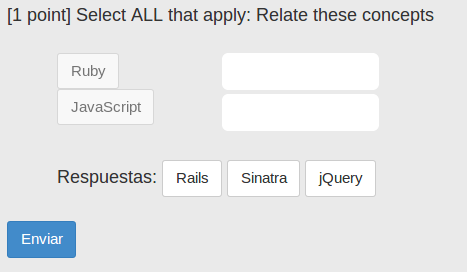 [1 point] Select ALL that apply: Relate these concepts
Ruby
JavaScript
Respuestas: Rails Sinatra jQuery
Enviar